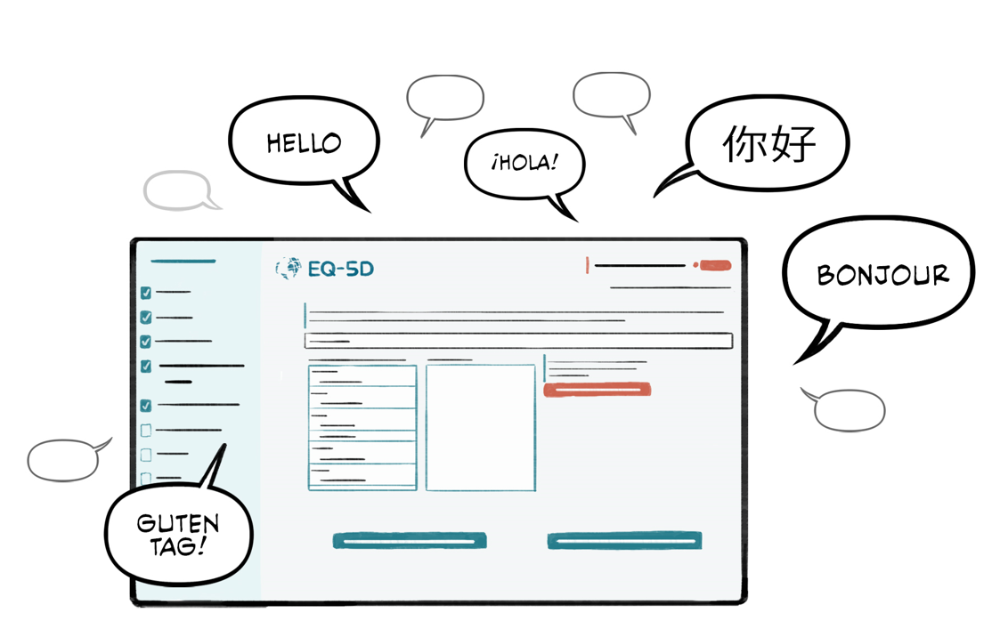 HELLO
¡HOLA!
你好
BONJOUR
EQ-5D
GUTEN
TAG!